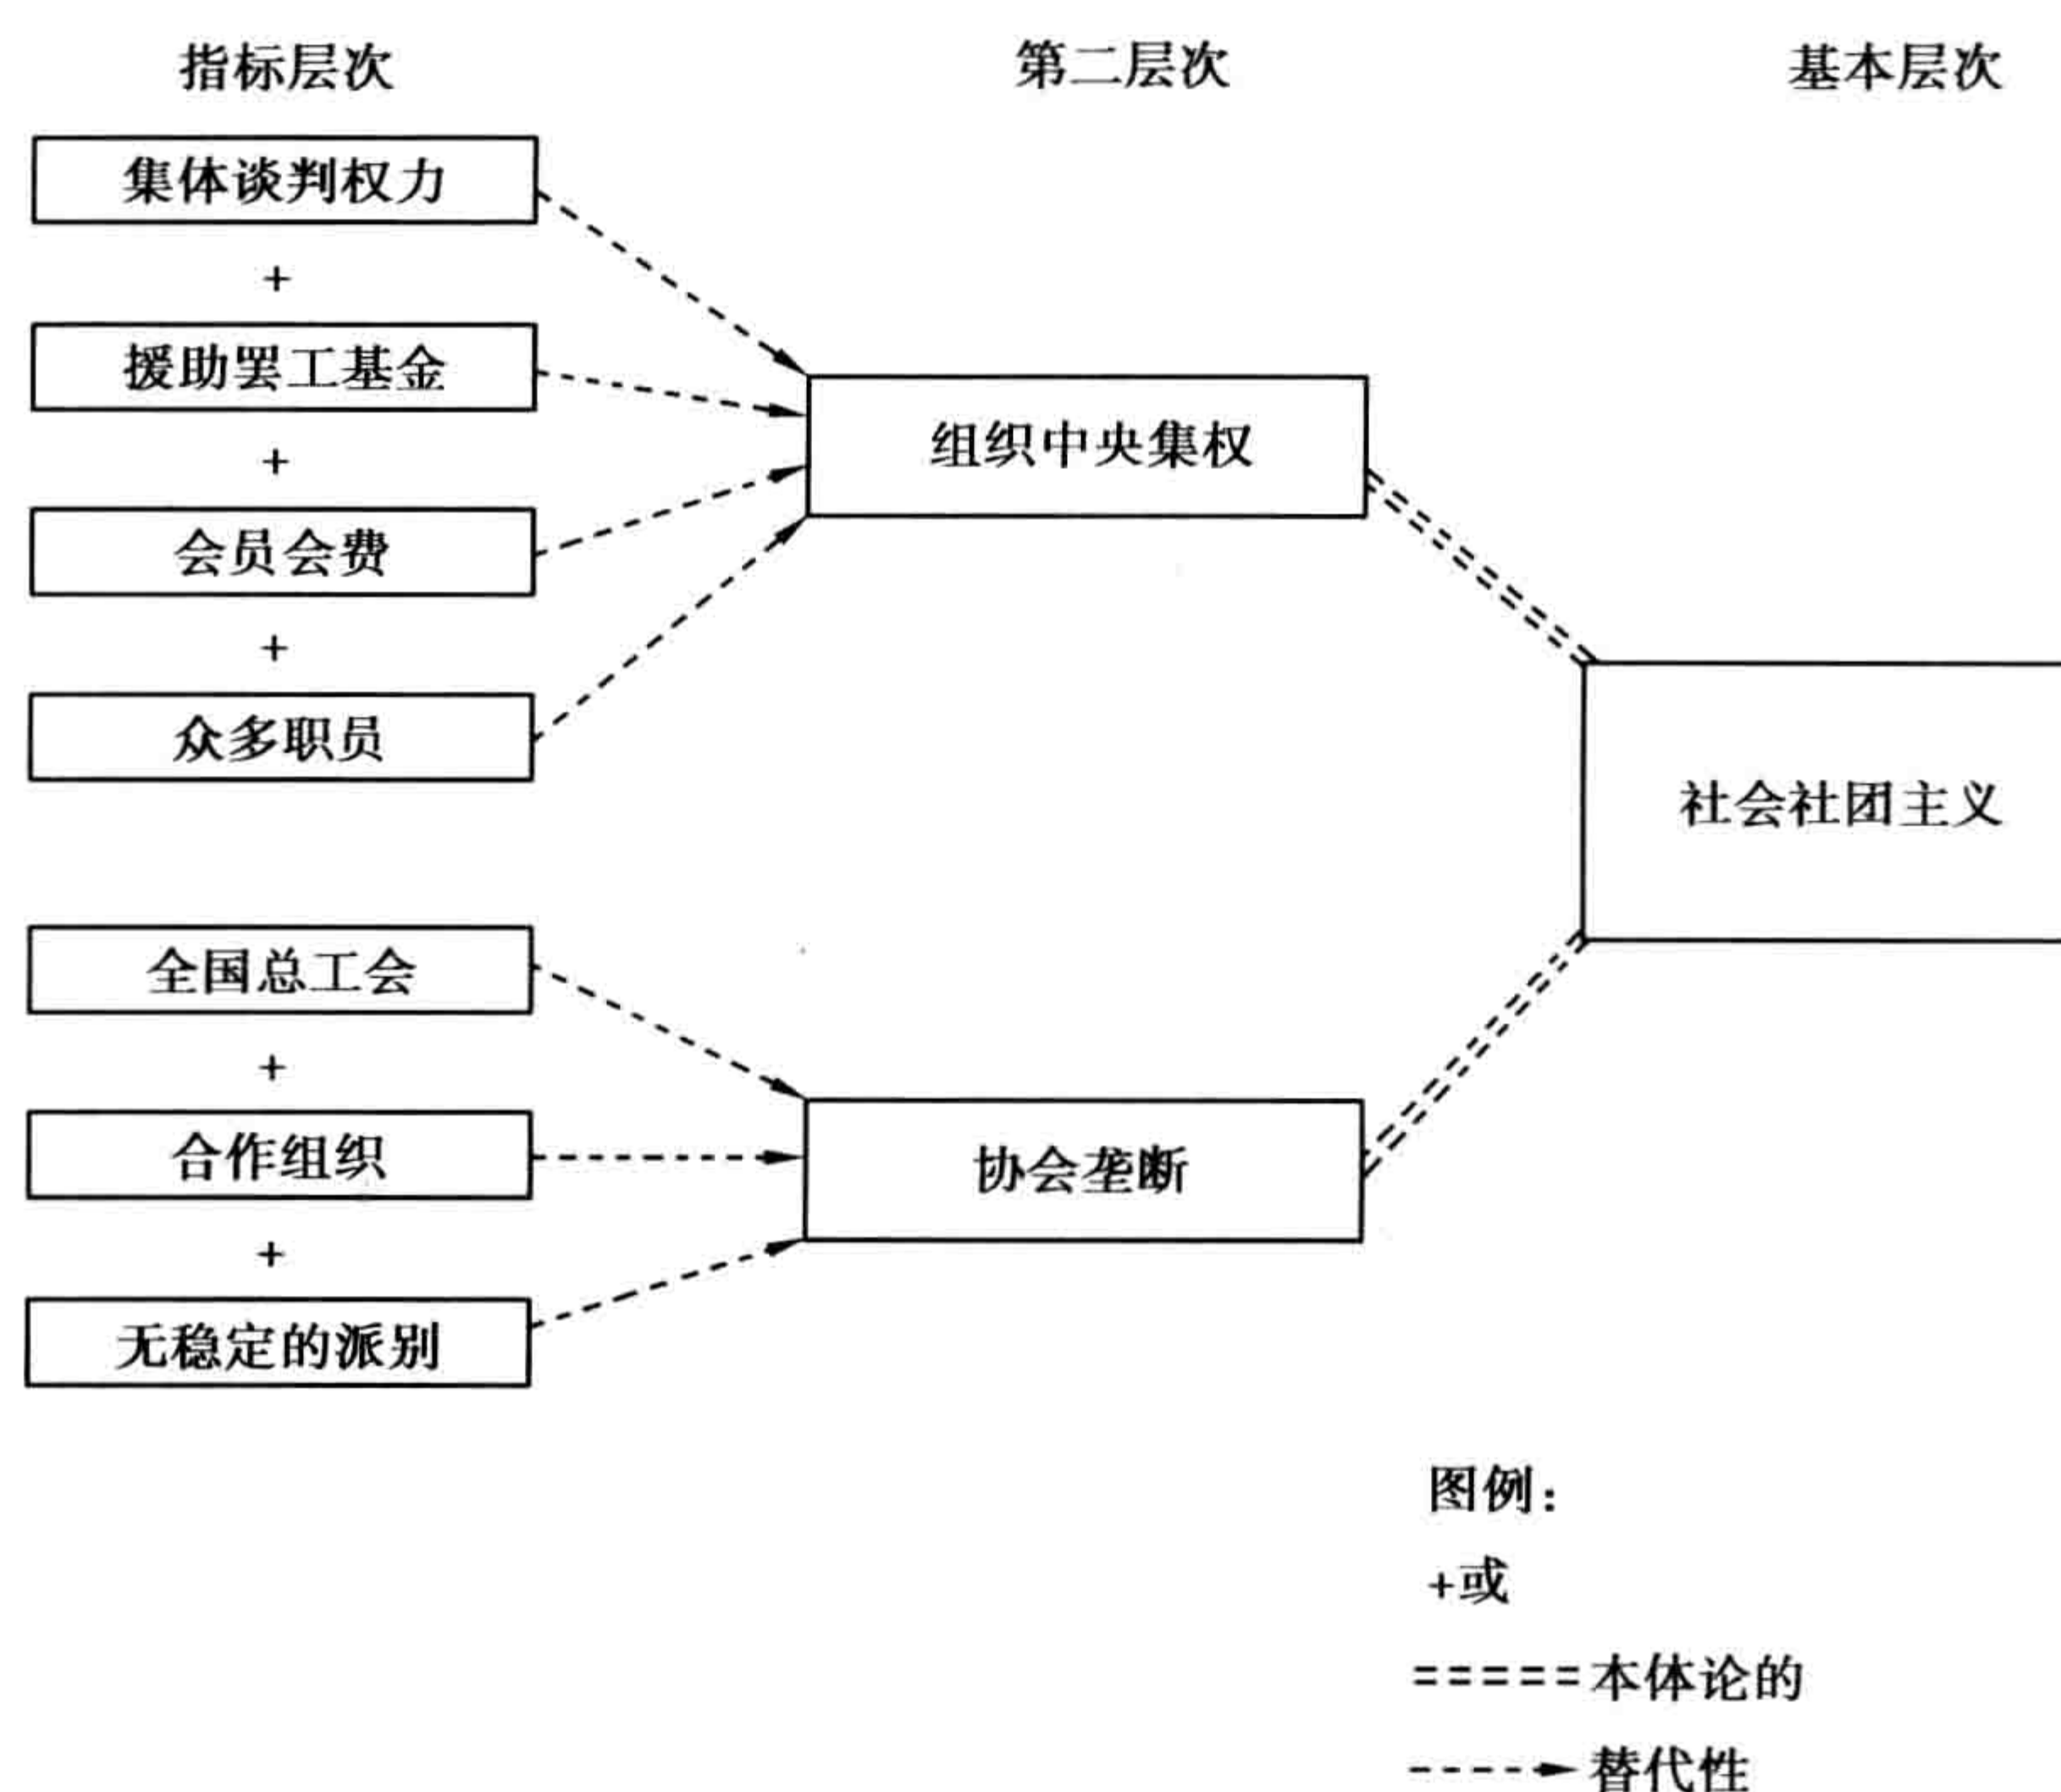 指标层次 第二层次 基本层次
集体谈判权力
+
援助罢工基金
+
会员会费
+
众多职员
组织中央集权
社会社团主义
全国总工会
+
合作组织
+
无稳定的派别
协会垄断
图例：
+或
=====本体论的
替代性